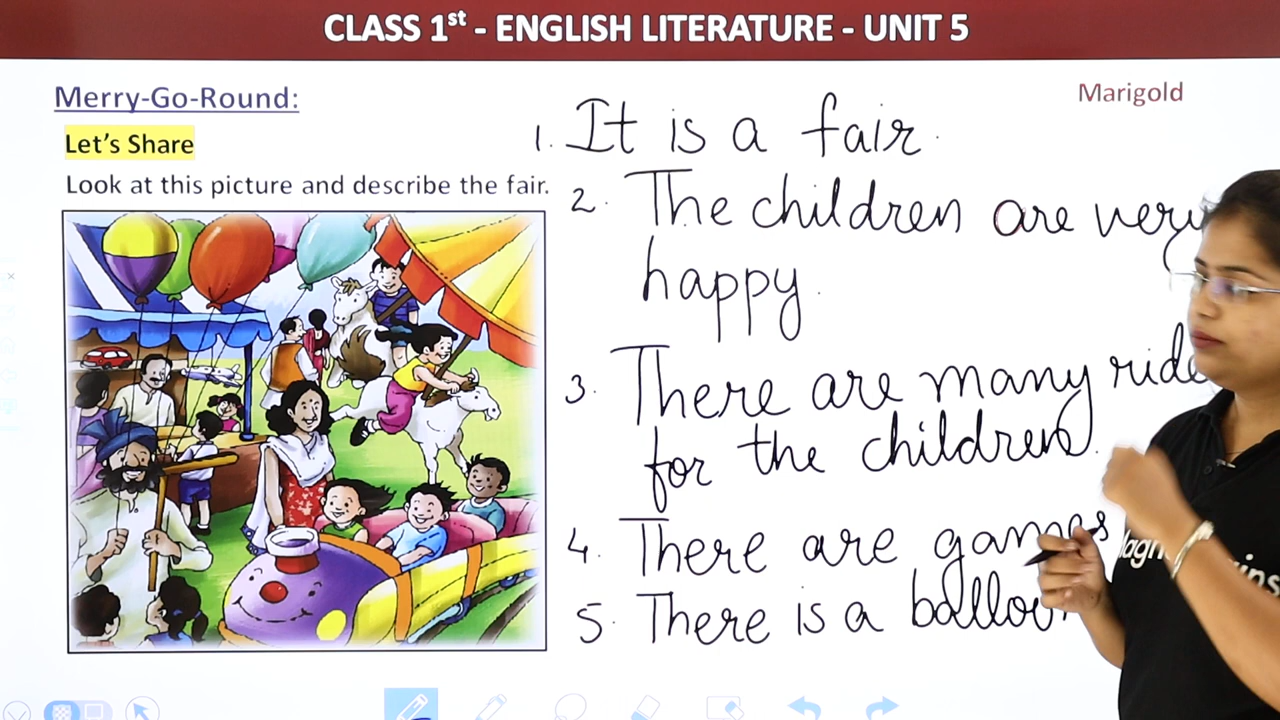 CLASS 1st - ENGLISH LITERATURE - UNIT 5
Merry-Go-Round:
Marigold
Let's Share
Look at this picture and describe the fair.
1. It is a fair.
2. The children are very
happy.
3. There are many
for the children.
4. There are games
5. There is a